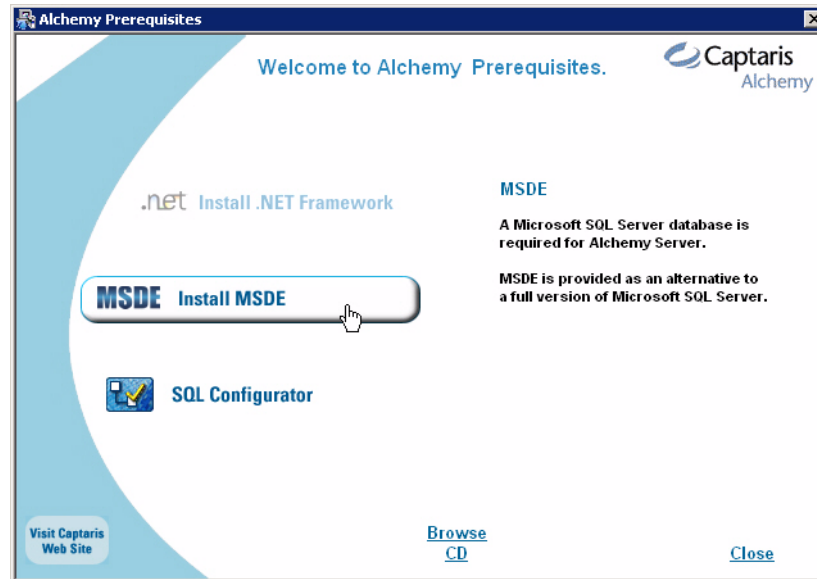 Alchemy Prerequisites
Welcome to Alchemy Prerequisites.
Captaris
Alchemy
.net Install .NET Framework
MSDE Install MSDE
SQL Configurator
MSDE
A Microsoft SQL Server database is
required for Alchemy Server.
MSDE is provided as an alternative to
a full version of Microsoft SQL Server.
Visit Captaris
Web Site
Browse
CD
Close